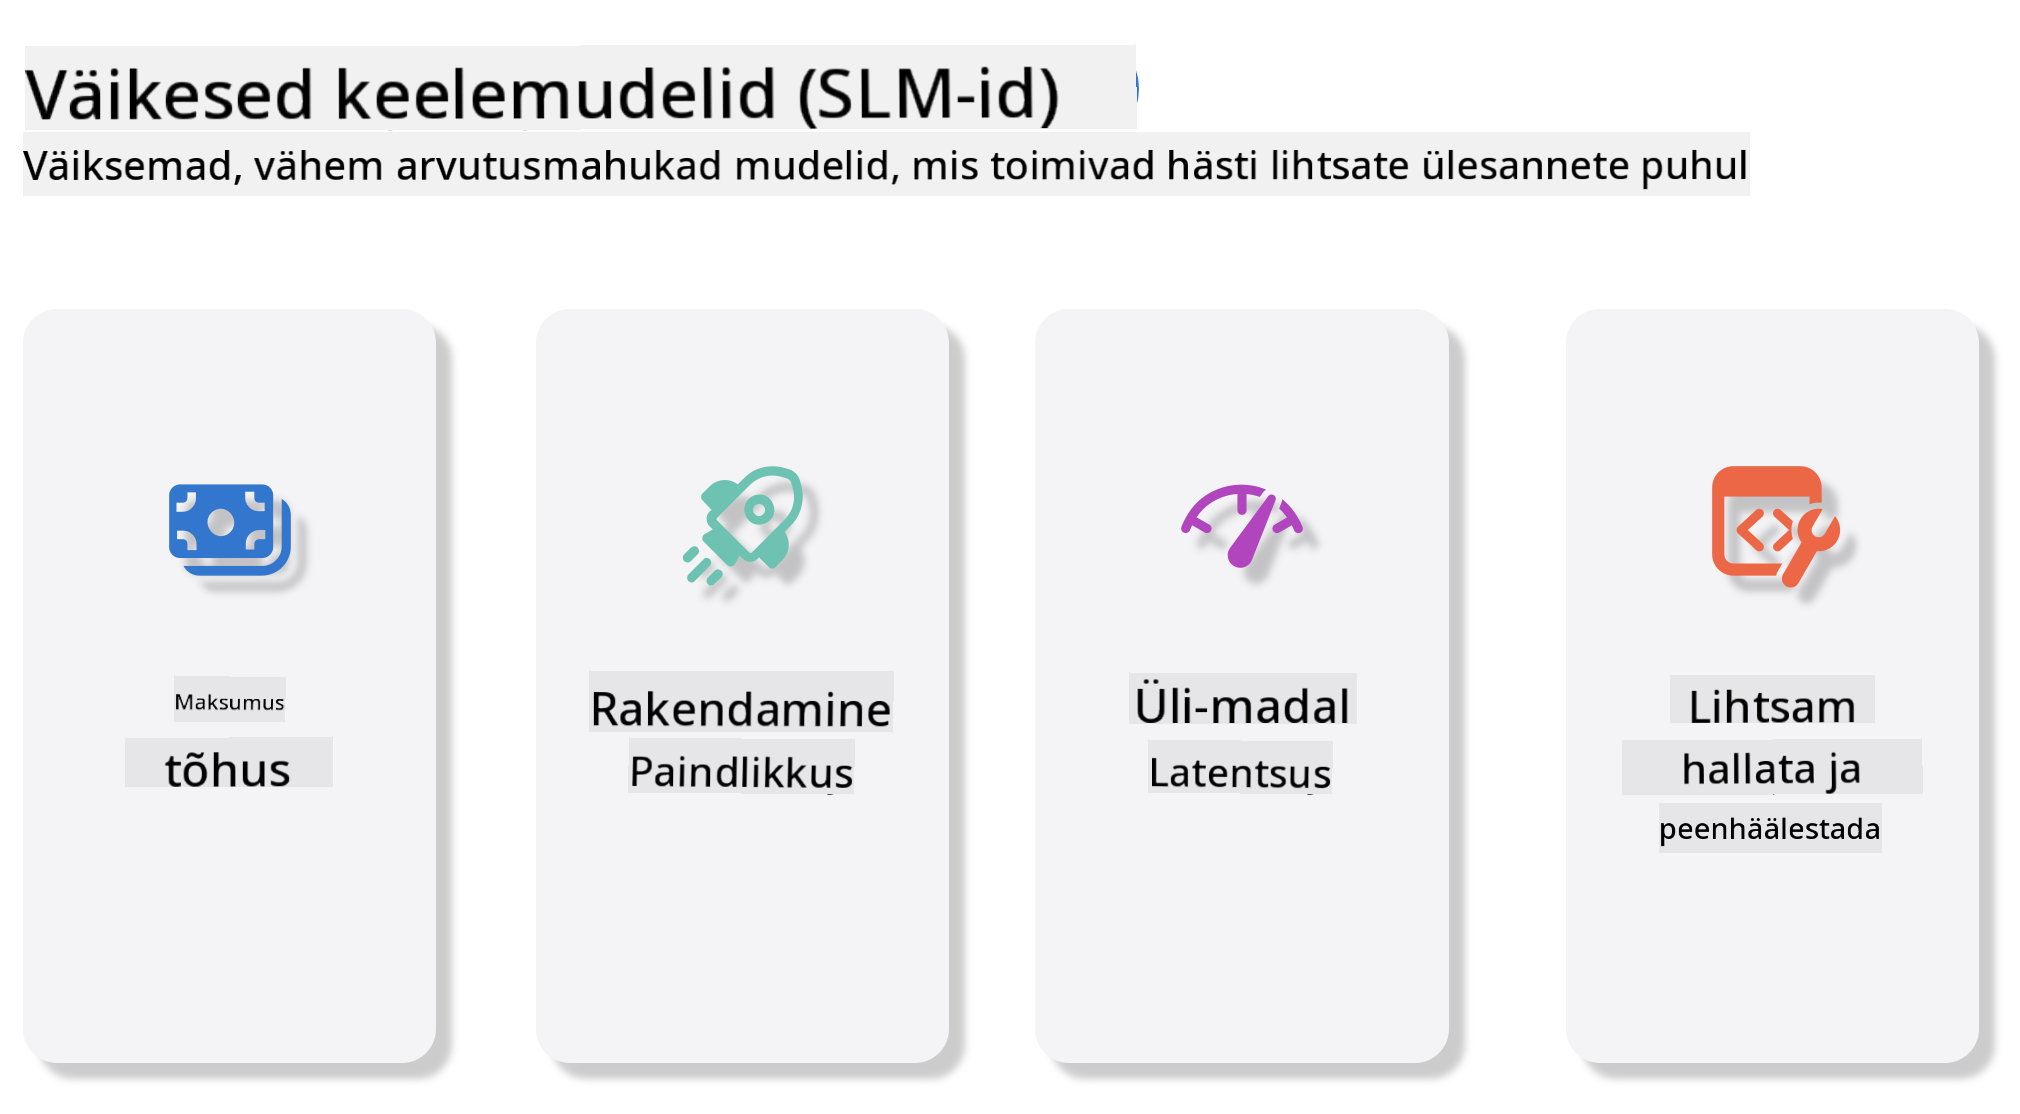 Väikesed keelemudelid (SLM-id)
Väiksemad, vähem arvutusmahukad mudelid, mis toimivad hästi lihtsate ülesannete puhul
Maksumus
tõhus
Rakendamine
Paindlikkus
Üli-madal
Latentsus
Lihtsam
hallata ja
peenhäälestada